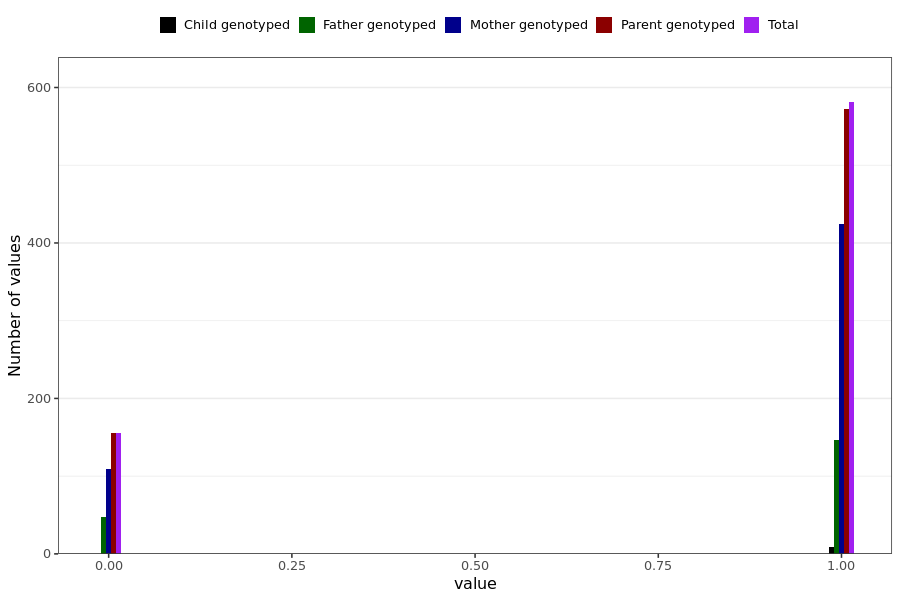 Child genotyped Father genotyped Mother genotyped Parent genotyped Total
600
400
200
0
Number of values
0.00 0.25 0.50 0.75 1.00
value